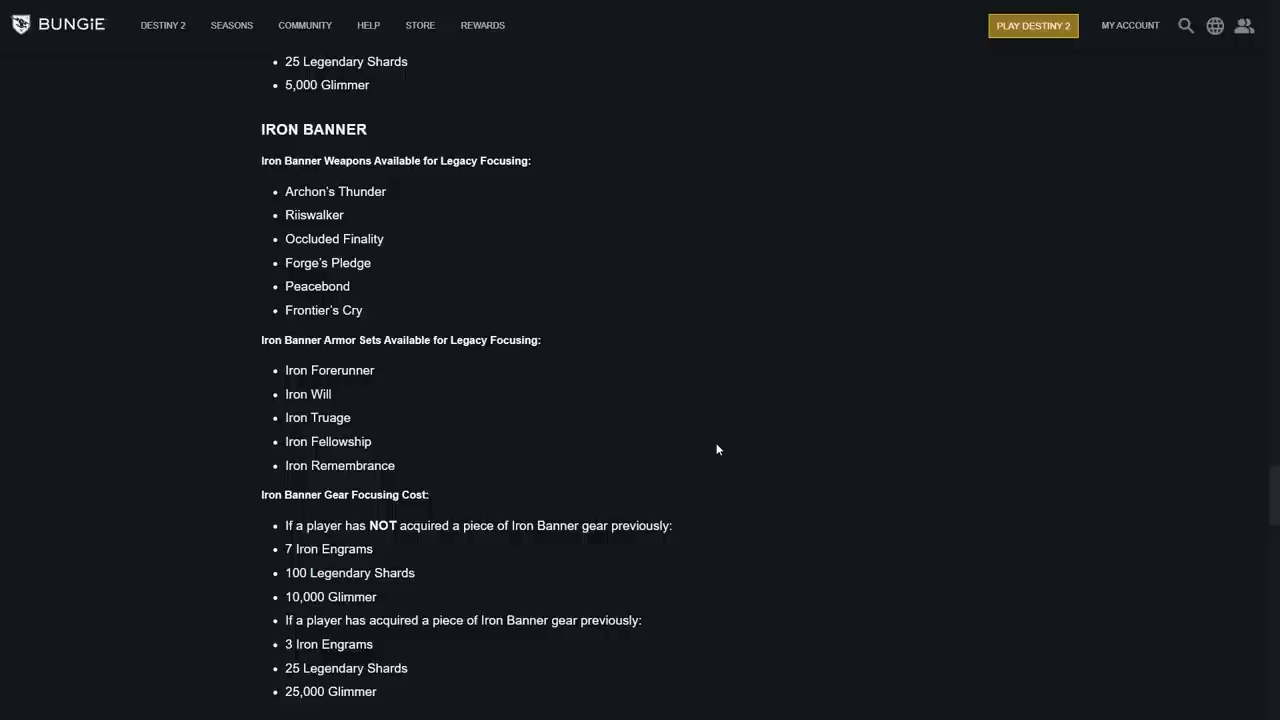 BUNGiE DESTINY 2 SEASONS COMMUNITY HELP STORE REWARDS PLAY DESTINY 2 MY ACCOUNT
• 25 Legendary Shards
• 5,000 Glimmer
IRON BANNER
Iron Banner Weapons Available for Legacy Focusing:
• Archon's Thunder
• Riiswalker
• Occluded Finality
• Forge's Pledge
• Peacebond
• Frontier's Cry
Iron Banner Armor Sets Available for Legacy Focusing:
• Iron Forerunner
• Iron Will
• Iron Truage
• Iron Fellowship
• Iron Remembrance
Iron Banner Gear Focusing Cost:
• If a player has NOT acquired a piece of Iron Banner gear previously:
• 7 Iron Engrams
• 100 Legendary Shards
• 10,000 Glimmer
• If a player has acquired a piece of Iron Banner gear previously:
• 3 Iron Engrams
• 25 Legendary Shards
• 25,000 Glimmer